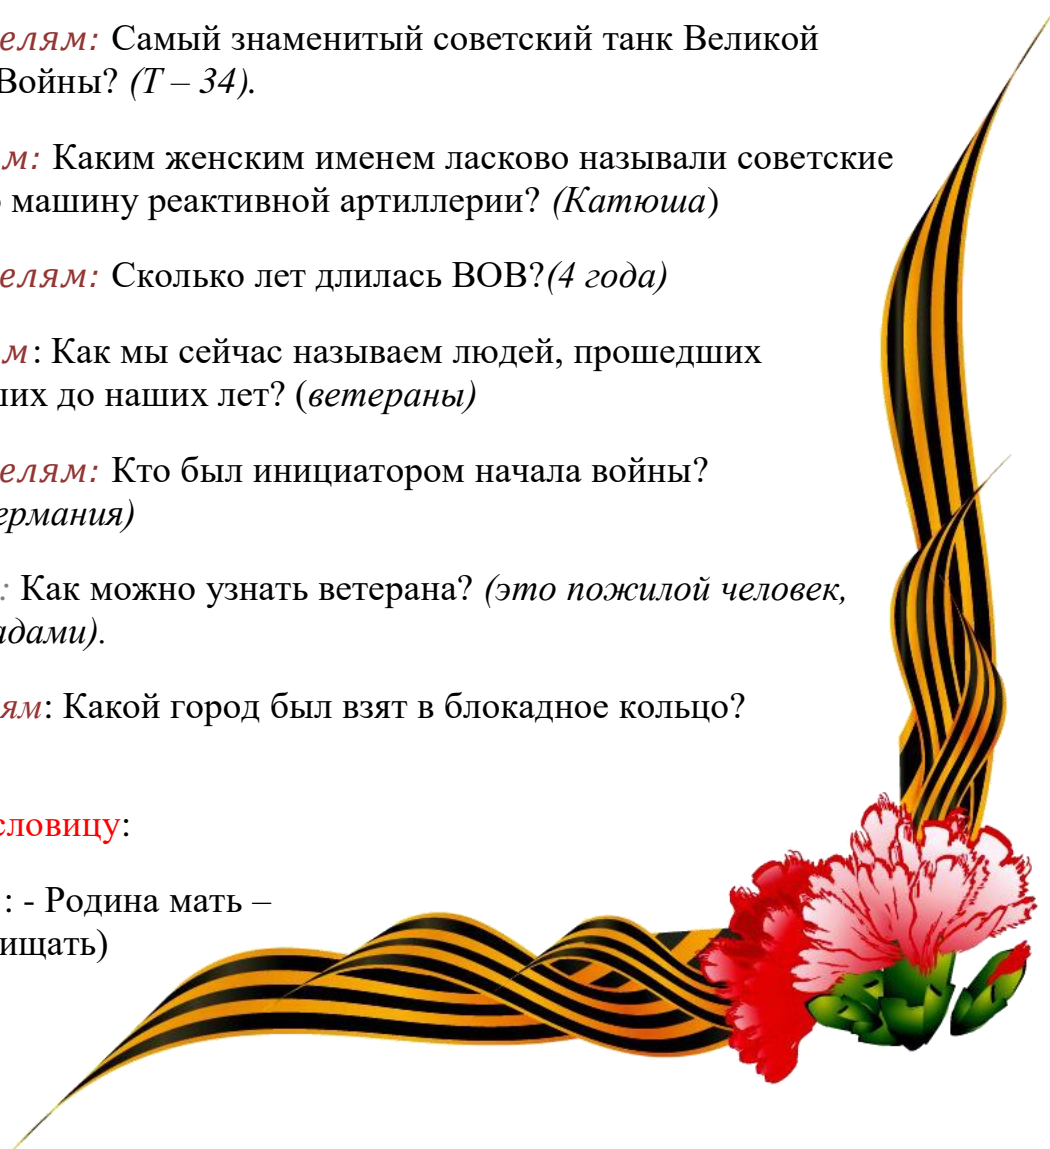 елям: Самый знаменитый советский танк Великой
Войны? (Т – 34).
м: Каким женским именем ласково называли советские
машину реактивной артиллерии? (Катюша)
елям: Сколько лет длилась ВОВ?(4 года)
м: Как мы сейчас называем людей, прошедших
их до наших лет? (ветераны)
елям: Кто был инициатором начала войны?
ермания)
: Как можно узнать ветерана? (это пожилой человек,
адами).
ям: Какой город был взят в блокадное кольцо?
словицу:
: - Родина мать –
ищать)